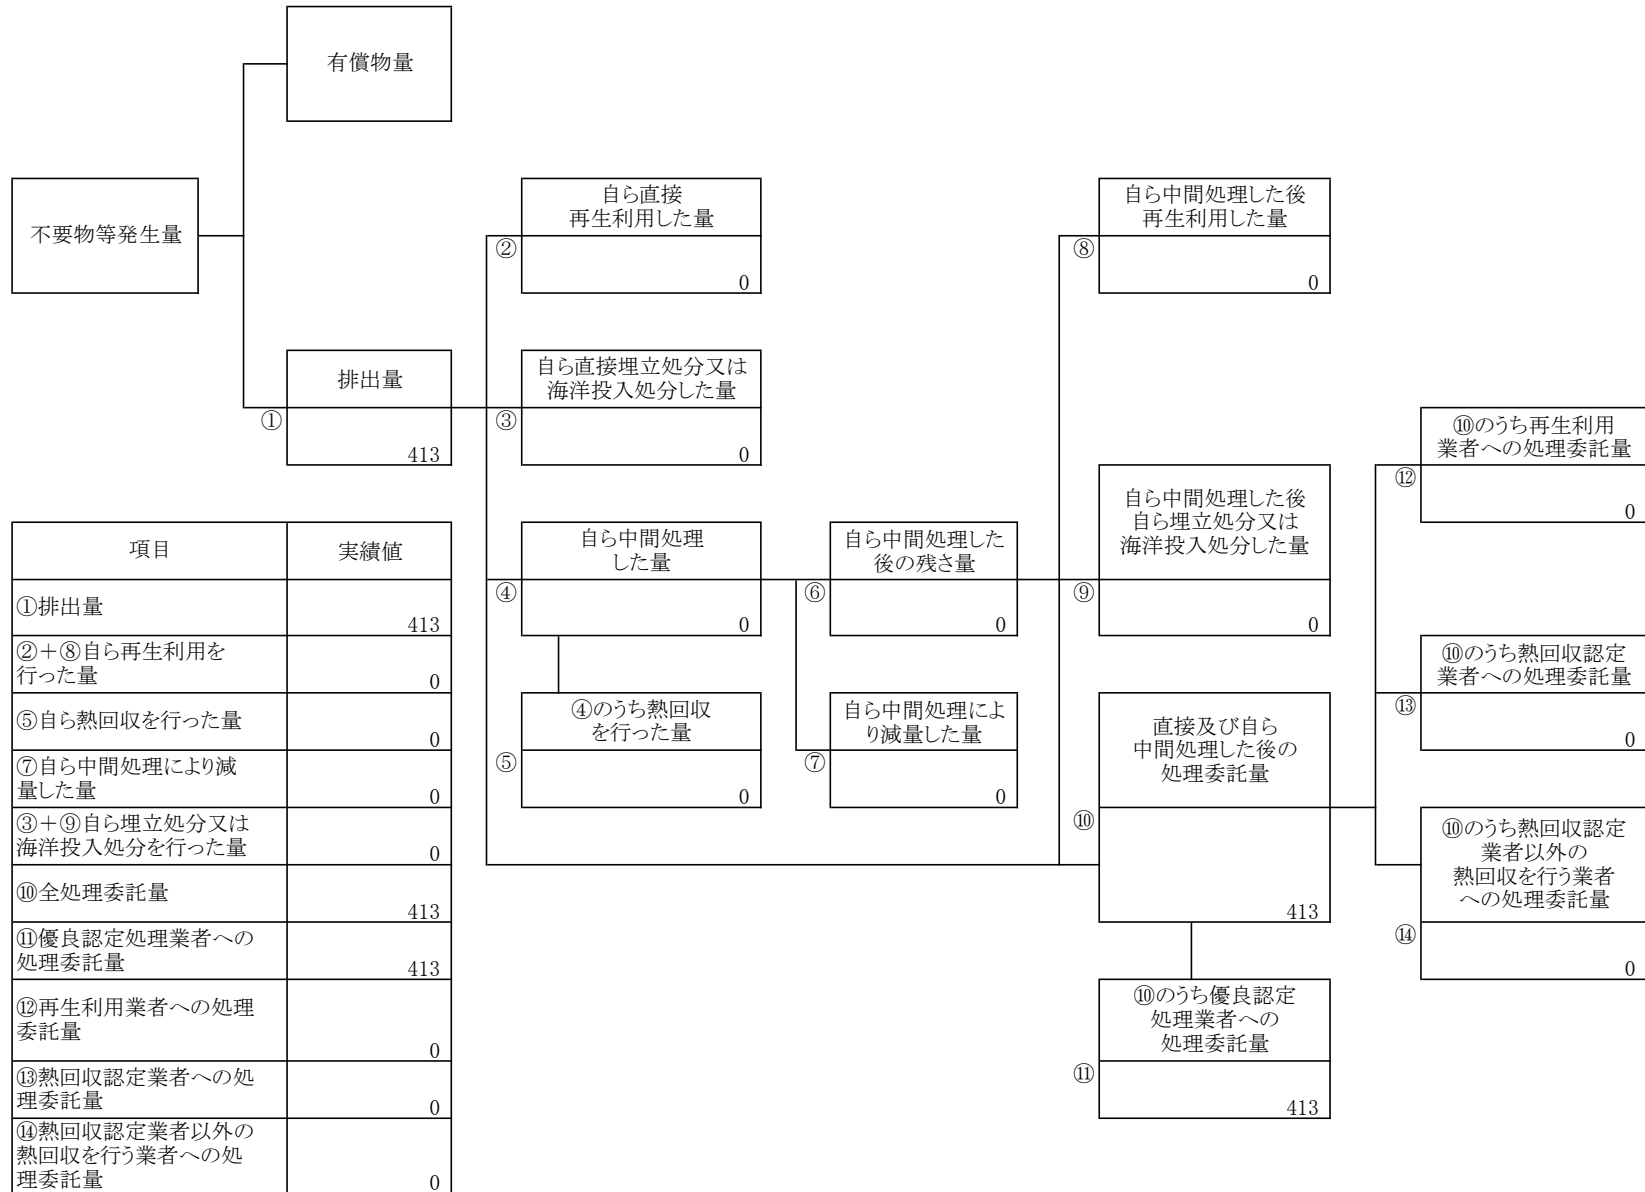 有償物量
不要物等発生量
自ら直接
再生利用した量
②
0
自ら中間処理した後
再生利用した量
⑧
0
排出量
①
413
自ら直接埋立処分又は
海洋投入処分した量
③
0
⑩のうち再生利用
業者への処理委託量
⑫
0
自ら中間処理
した量
④
0
自ら中間処理した
後の残さ量
⑥
0
自ら中間処理した後
自ら埋立処分又は
海洋投入処分した量
⑨
0
⑩のうち熱回収認定
業者への処理委託量
⑬
0
④のうち熱回収
を行った量
⑤
0
自ら中間処理によ
り減量した量
⑦
0
直接及び自ら
中間処理した後の
処理委託量
⑩
413
⑩のうち熱回収認定
業者以外の
熱回収を行う業者
への処理委託量
⑭
0
⑩のうち優良認定
処理業者への
処理委託量
⑪
413
項目 実績値
①排出量
413
②＋⑧自ら再生利用を
行った量
0
⑤自ら熱回収を行った量
0
⑦自ら中間処理により減
量した量
0
③＋⑨自ら埋立処分又は
海洋投入処分を行った量
0
⑩全処理委託量
413
⑪優良認定処理業者への
処理委託量
413
⑫再生利用業者への処理
委託量
0
⑬熱回収認定業者への処
理委託量
0
⑭熱回収認定業者以外の
熱回収を行う業者への処
理委託量
0